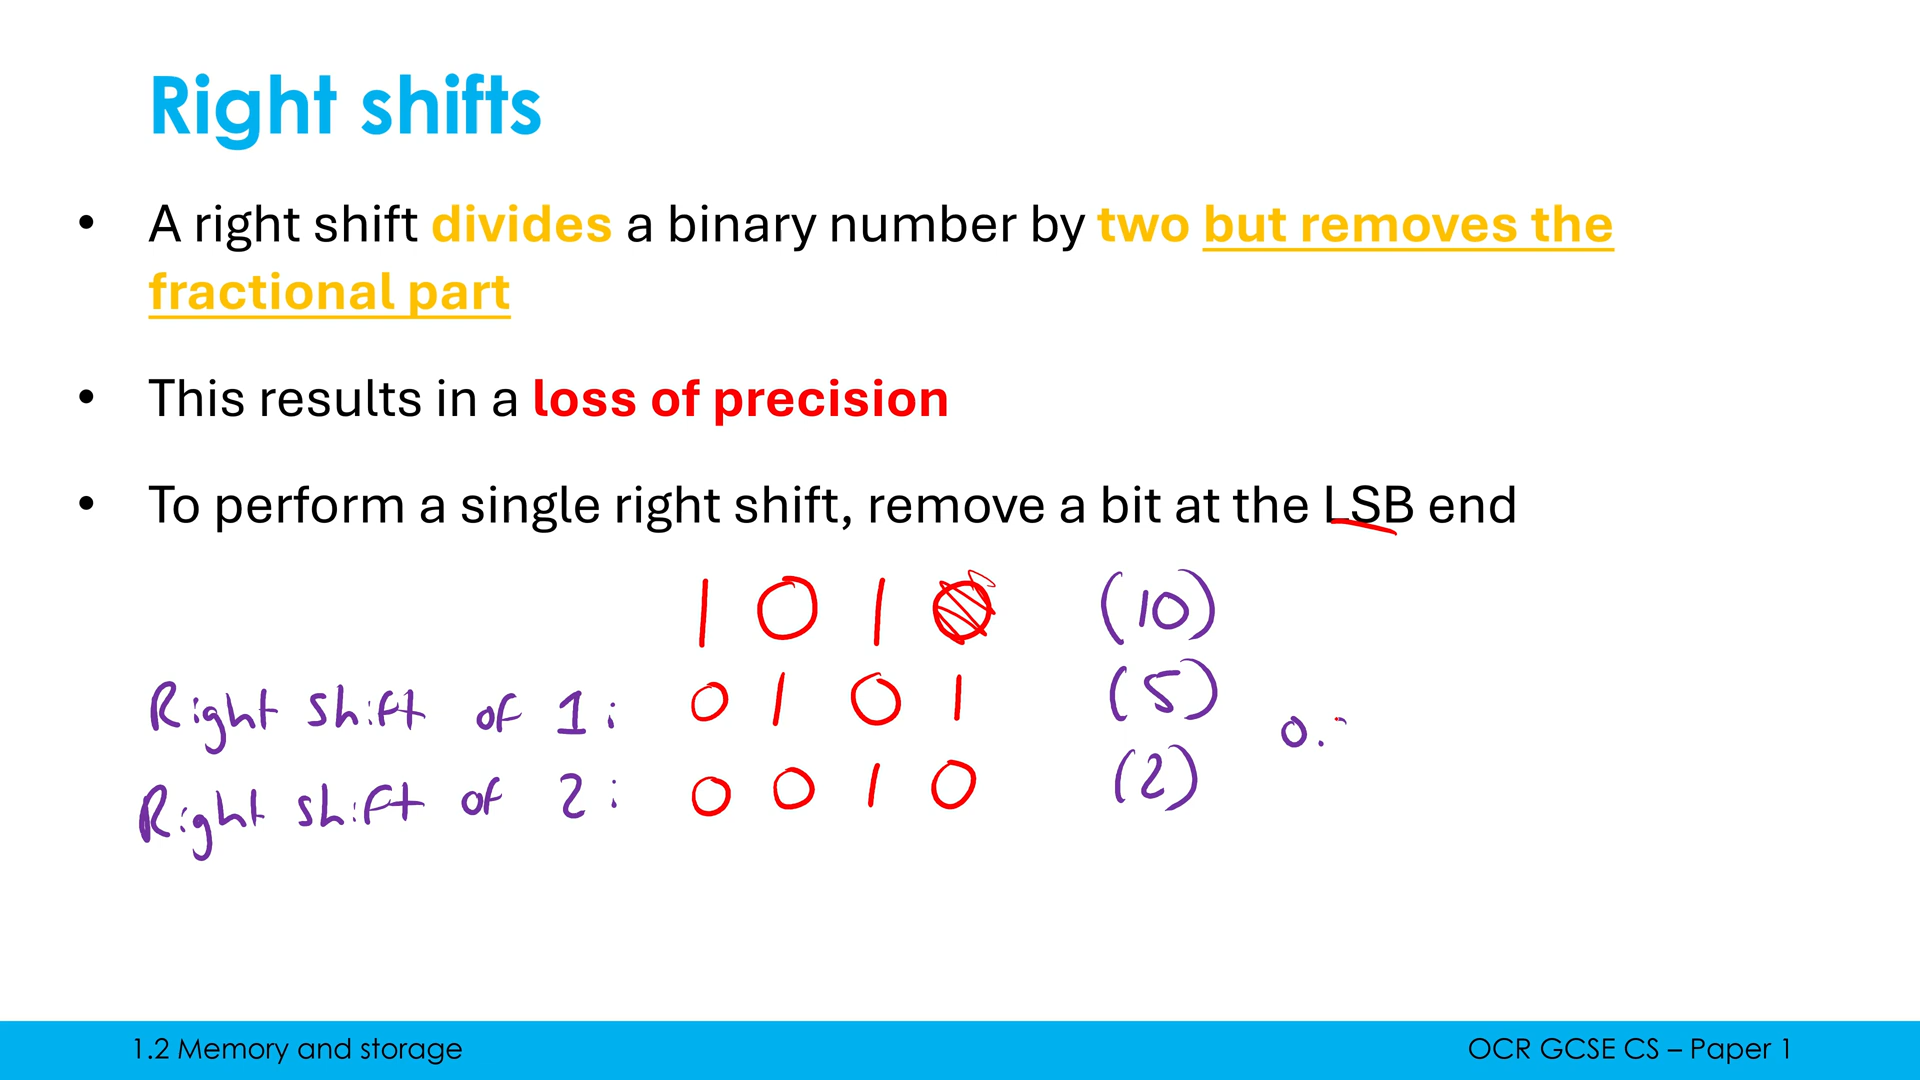 Right shifts
• A right shift divides a binary number by two but removes the
fractional part
• This results in a loss of precision
• To perform a single right shift, remove a bit at the LSB end
1 0 1 0 (10)
Right shift of 1: 0 1 0 1 (5)
0.
Right shift of 2: 0 0 1 0 (2)
1.2 Memory and storage
OCR GCSE CS – Paper 1